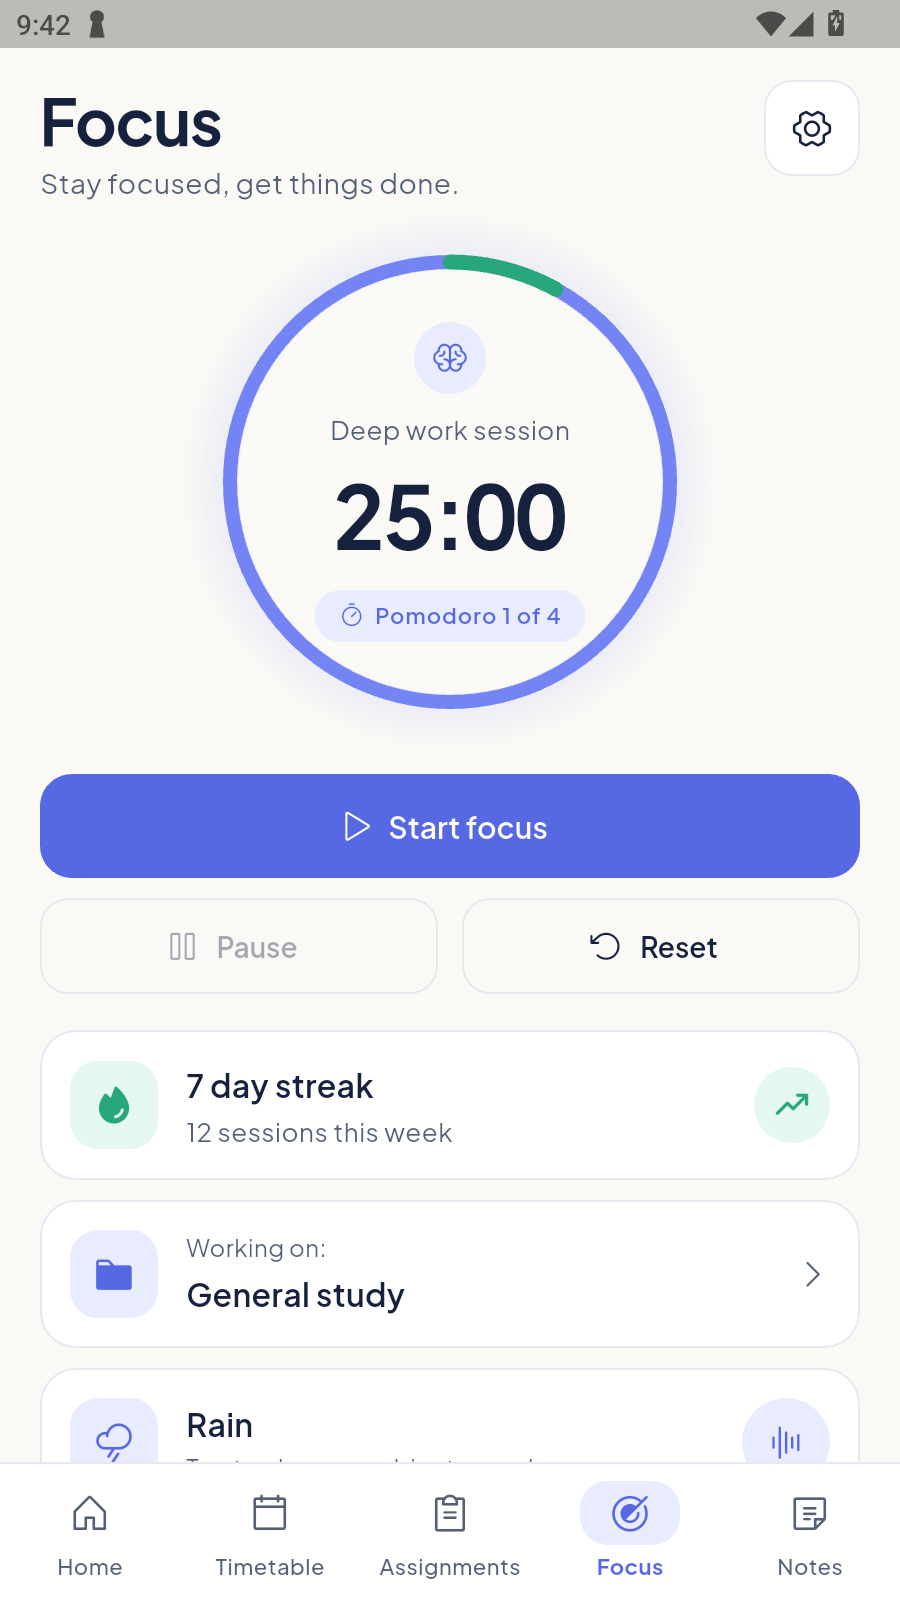 9:42
Focus
Stay focused, get things done.
Deep work session
25:00
Pomodoro 1 of 4
Start focus
Pause
Reset
7 day streak
12 sessions this week
Working on:
General study
Rain
Home
Timetable
Assignments
Focus
Notes